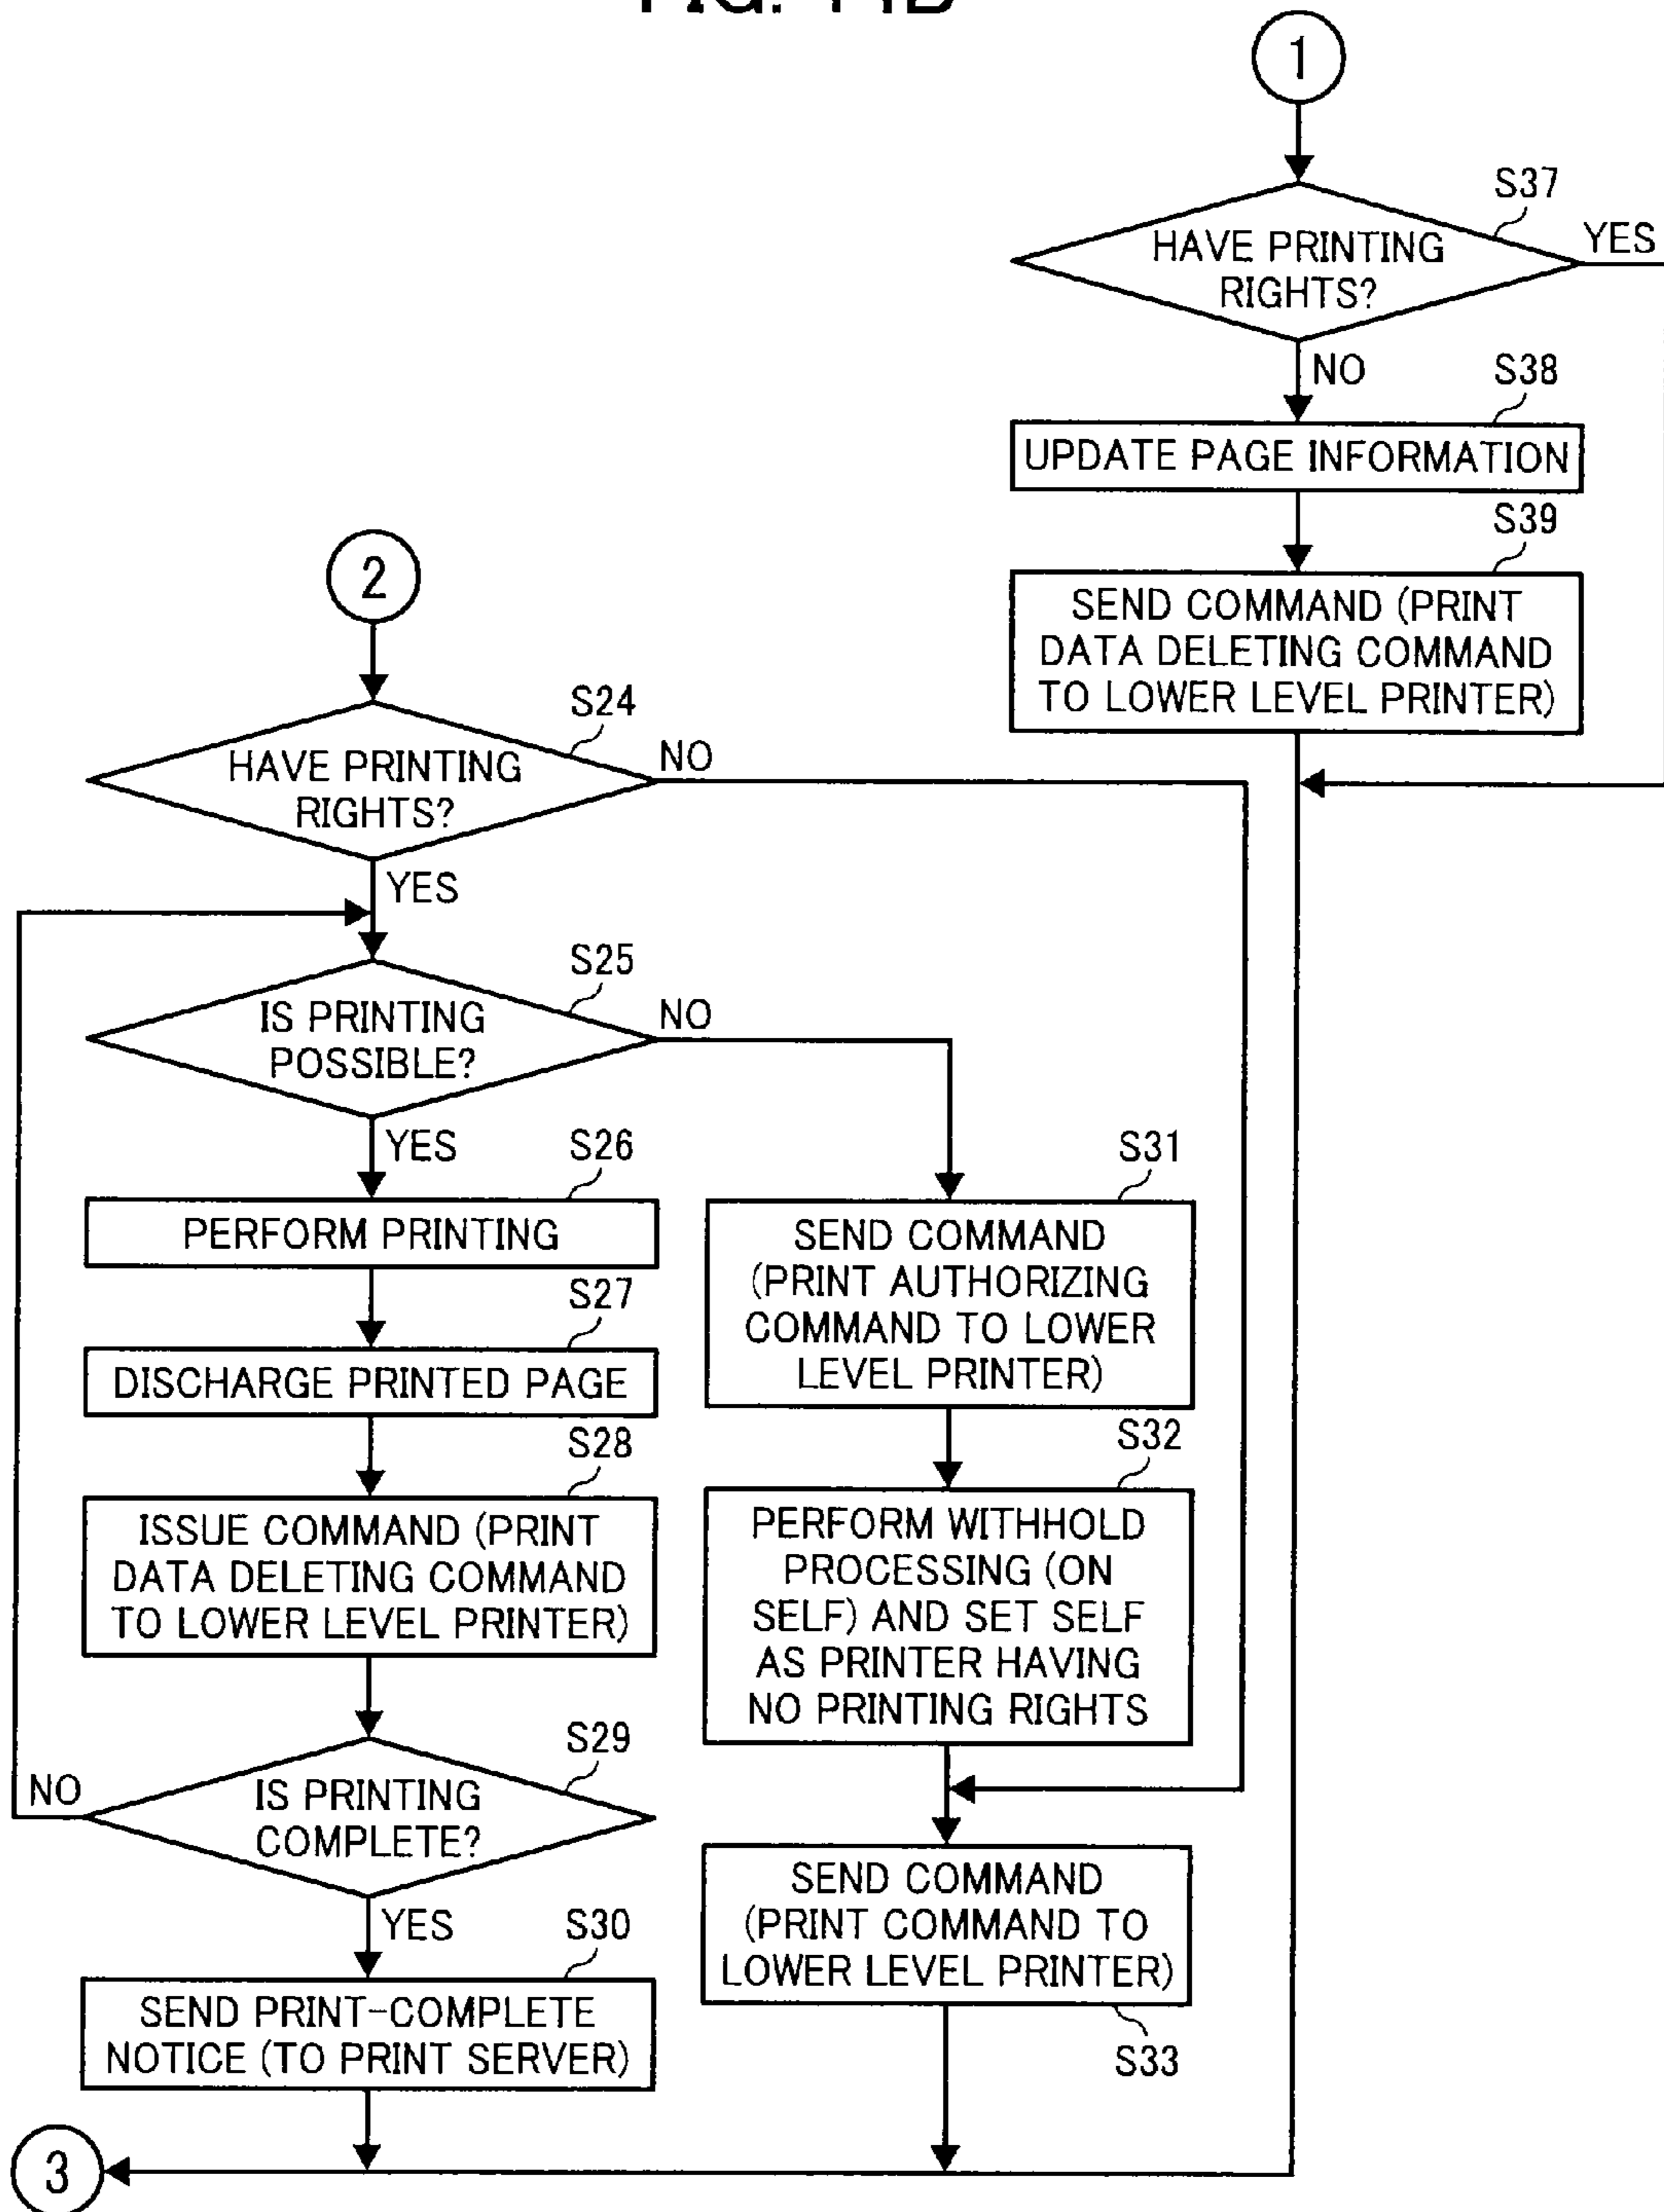 1
S37
HAVE PRINTING
RIGHTS?
YES
NO
S38
UPDATE PAGE INFORMATION
S39
SEND COMMAND (PRINT
DATA DELETING COMMAND
TO LOWER LEVEL PRINTER)
2
S24
HAVE PRINTING
RIGHTS?
NO
YES
S25
IS PRINTING
POSSIBLE?
NO
YES
S26
PERFORM PRINTING
S27
DISCHARGE PRINTED PAGE
S28
ISSUE COMMAND (PRINT
DATA DELETING COMMAND
TO LOWER LEVEL PRINTER)
S29
IS PRINTING
COMPLETE?
NO
YES
S30
SEND PRINT-COMPLETE
NOTICE (TO PRINT SERVER)
S31
SEND COMMAND
(PRINT AUTHORIZING
COMMAND TO LOWER
LEVEL PRINTER)
S32
PERFORM WITHHOLD
PROCESSING (ON
SELF) AND SET SELF
AS PRINTER HAVING
NO PRINTING RIGHTS
SEND COMMAND
(PRINT COMMAND TO
LOWER LEVEL PRINTER)
S33
3